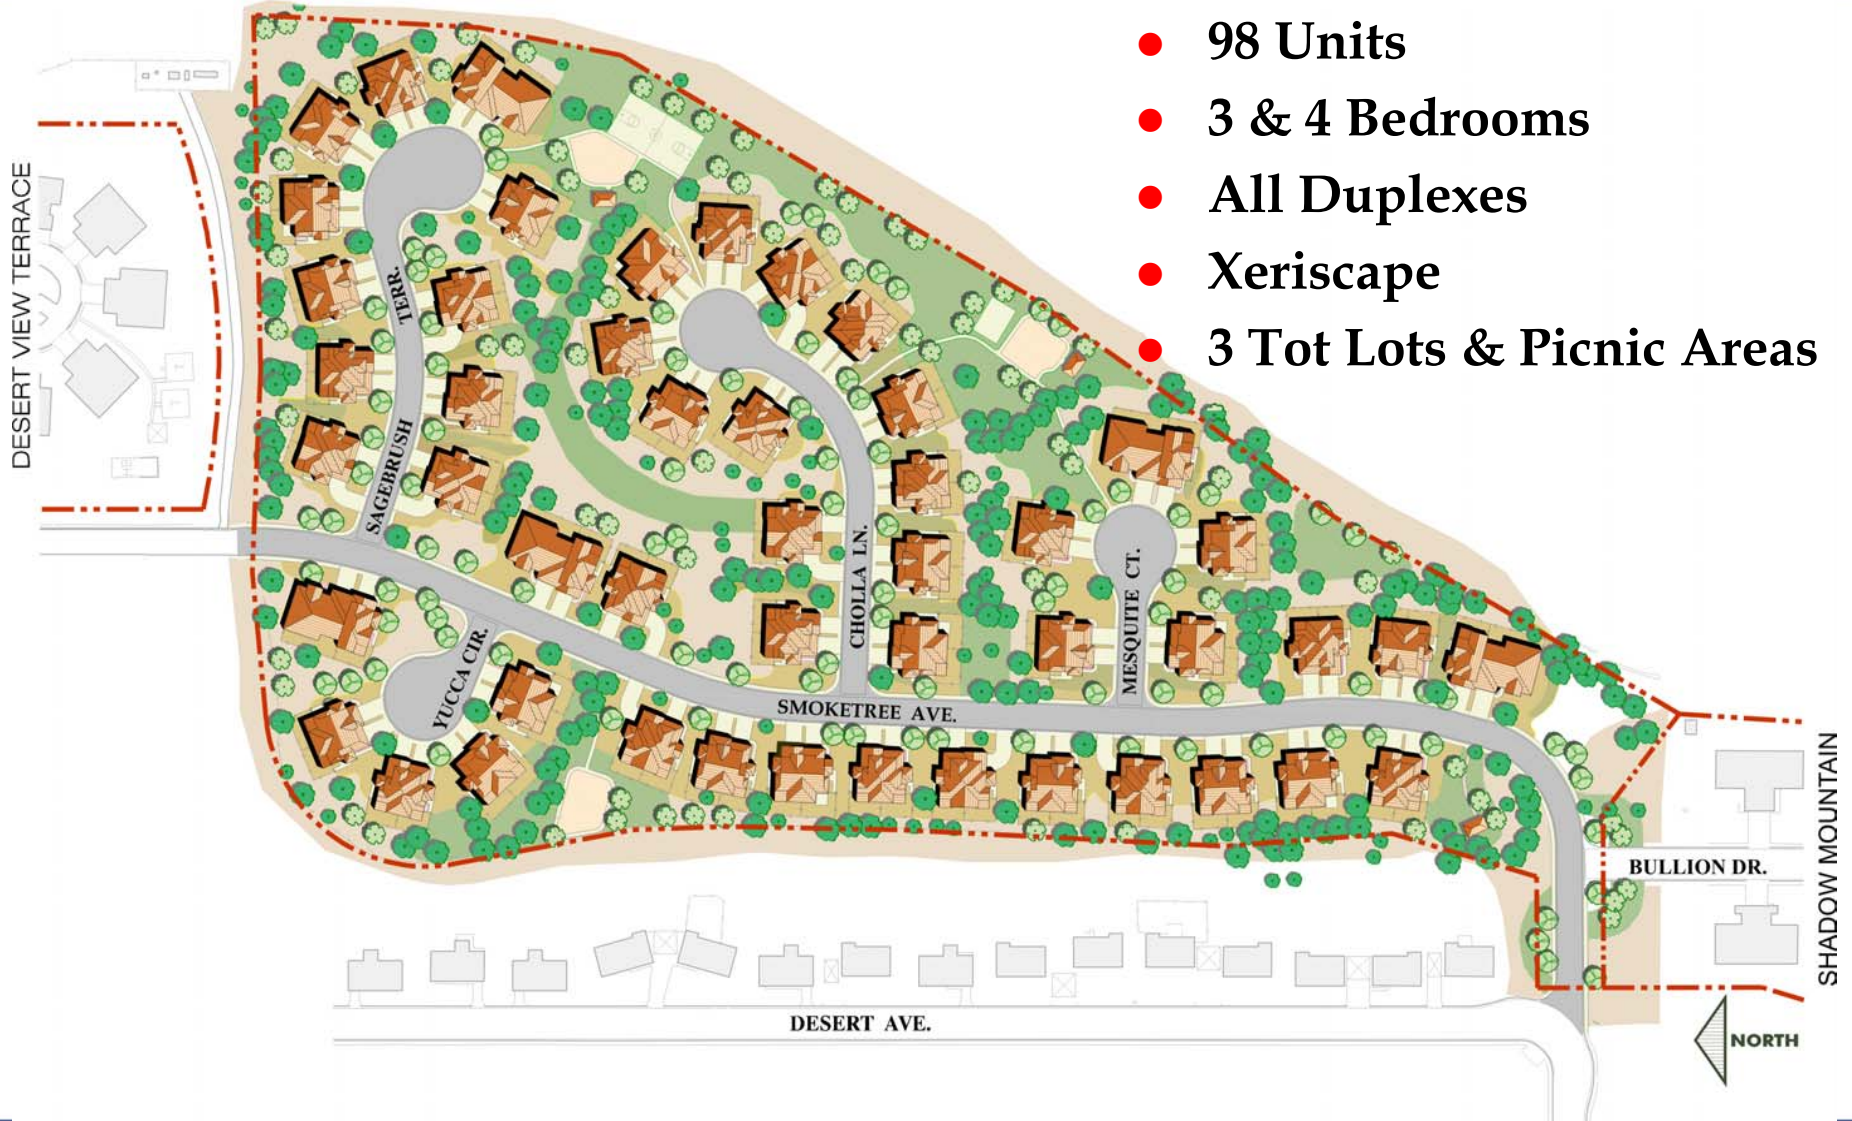 ● 98 Units
● 3 & 4 Bedrooms
● All Duplexes
● Xeriscape
● 3 Tot Lots & Picnic Areas
DESERT VIEW TERRACE
SAGEBRUSH TERR.
YUCCA CIR.
CHOLLA LN.
MESQUITE CT.
SMOKETREE AVE.
BULLION DR.
SHADOW MOUNTAIN
DESERT AVE.
NORTH